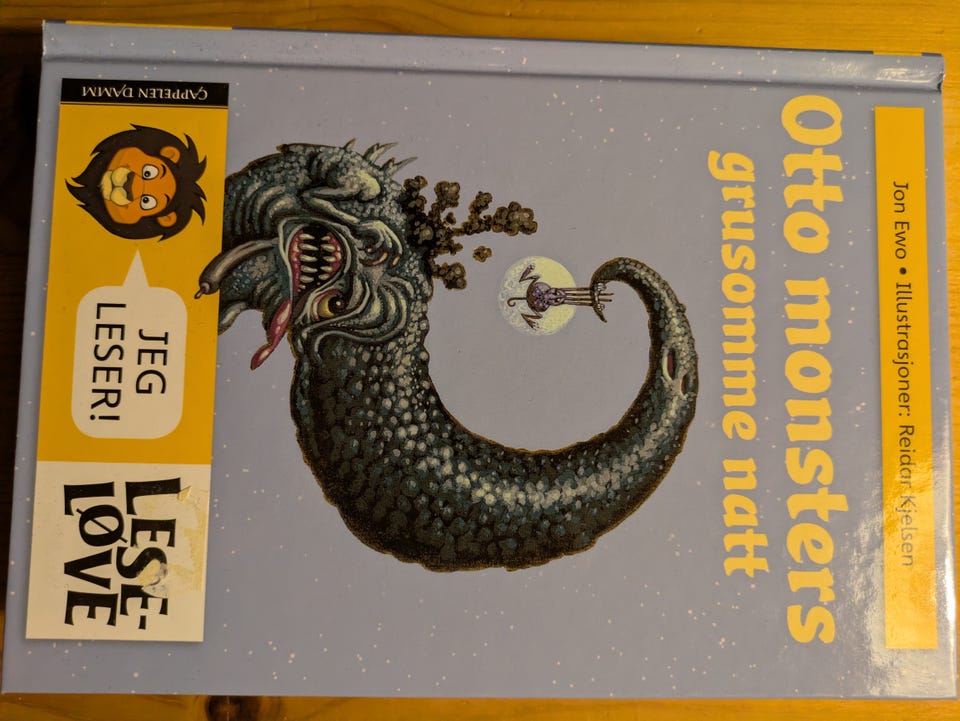 Jon Ewo • Illustrasjoner: Reidar Kjelsen
Otto monsters
grusomme natt
JEG
LESER!
LESE-
LØVE
CAPPELEN DAMM